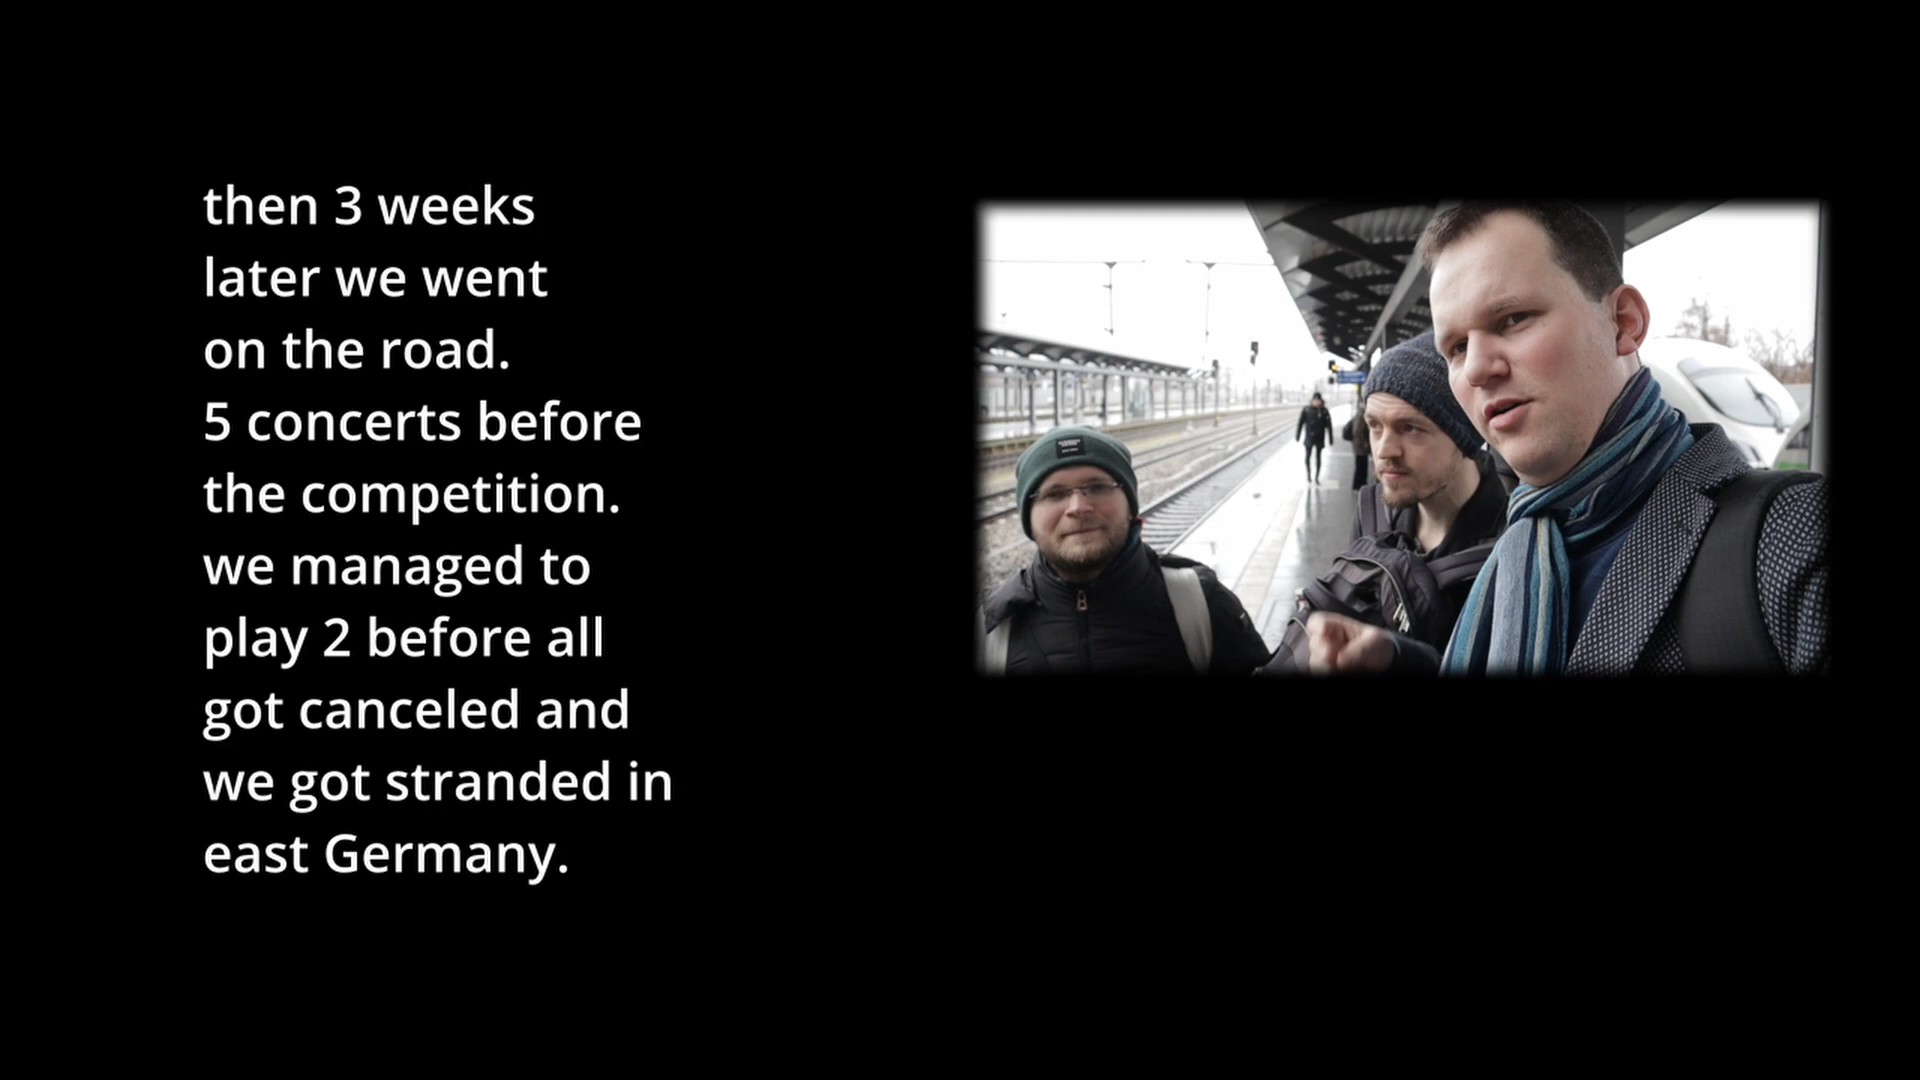 then 3 weeks
later we went
on the road.
5 concerts before
the competition.
we managed to
play 2 before all
got canceled and
we got stranded in
east Germany.